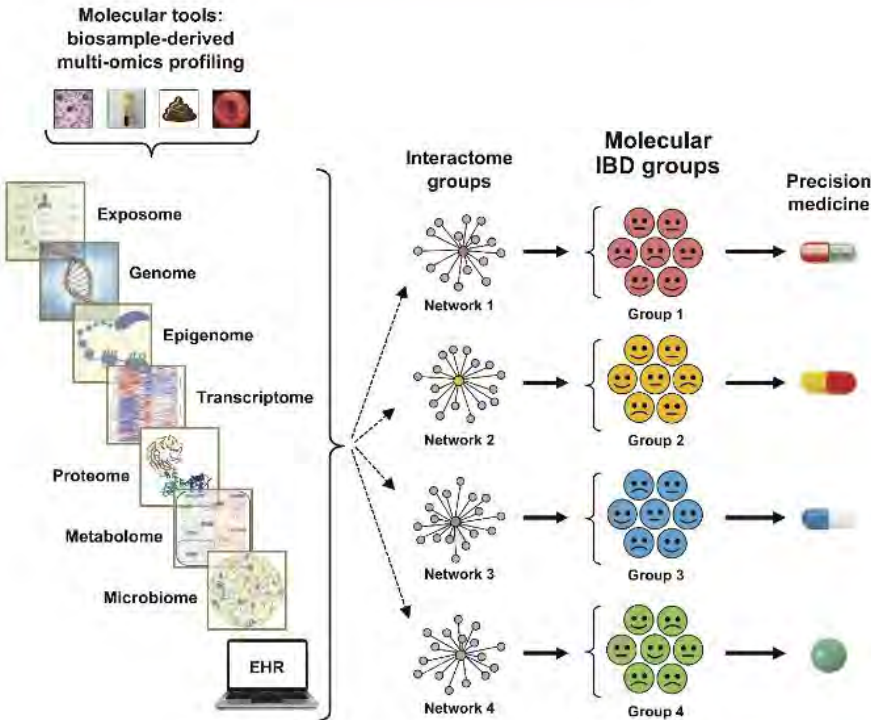 Molecular tools:
biosample-derived
multi-omics profiling
Exposome
Genome
Epigenome
Transcriptome
Proteome
Metabolome
Microbiome
EHR
Interactome
groups
Network 1
Network 2
Network 3
Network 4
Molecular
IBD groups
Group 1
Group 2
Group 3
Group 4
Precision
medicine